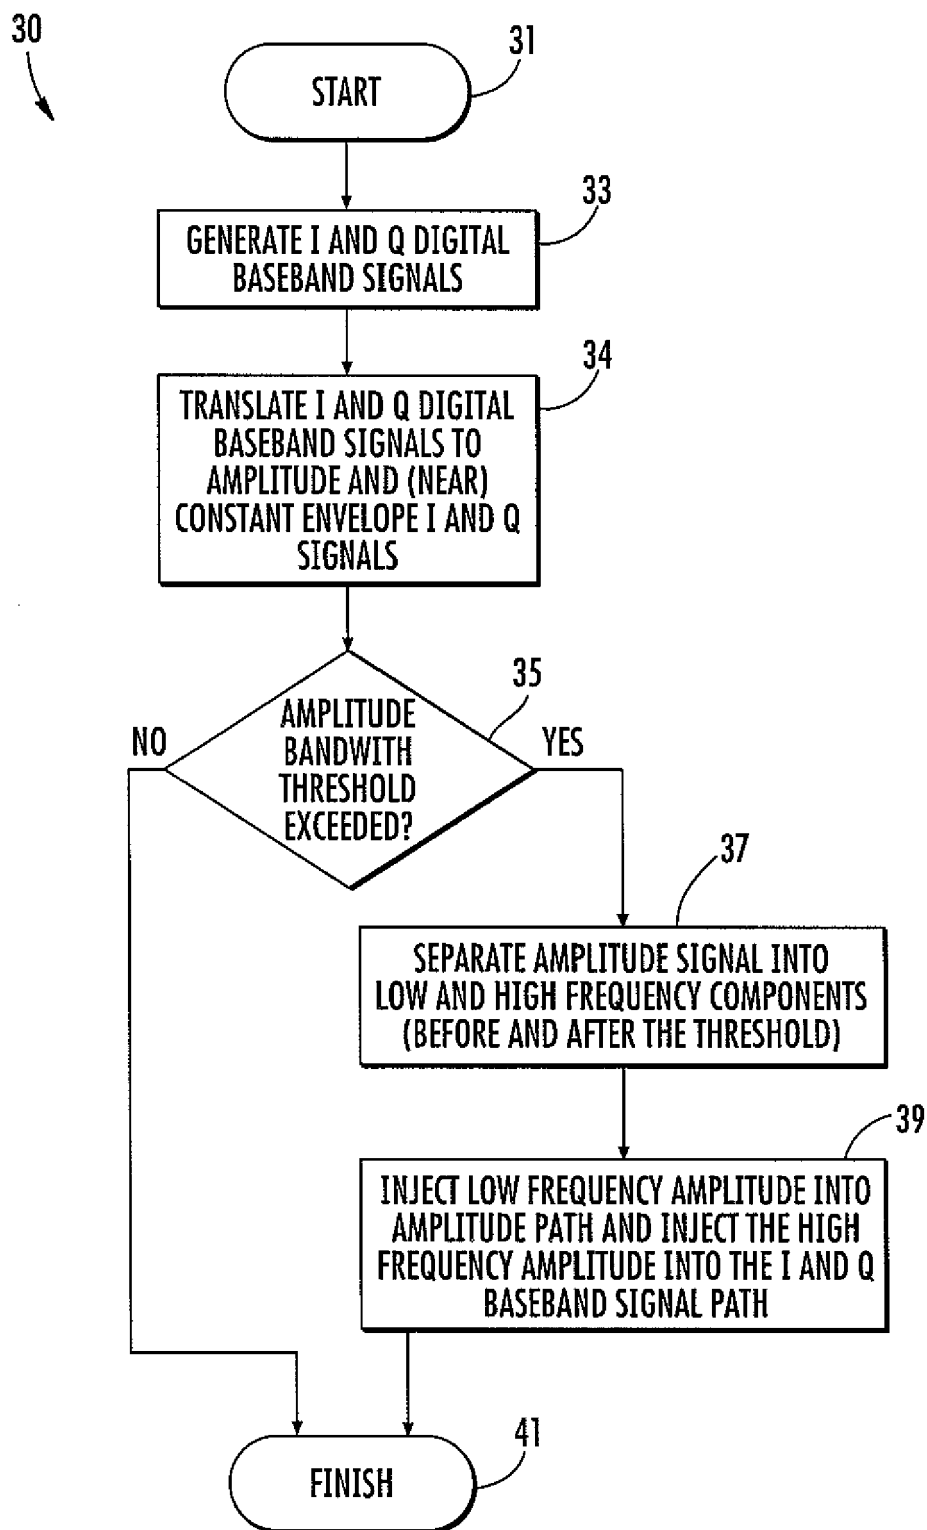 30
31
START
33
GENERATE I AND Q DIGITAL
BASEBAND SIGNALS
34
TRANSLATE I AND Q DIGITAL
BASEBAND SIGNALS TO
AMPLITUDE AND (NEAR)
CONSTANT ENVELOPE I AND Q
SIGNALS
35
AMPLITUDE
BANDWITH
THRESHOLD
EXCEEDED?
NO
YES
37
SEPARATE AMPLITUDE SIGNAL INTO
LOW AND HIGH FREQUENCY COMPONENTS
(BEFORE AND AFTER THE THRESHOLD)
39
INJECT LOW FREQUENCY AMPLITUDE INTO
AMPLITUDE PATH AND INJECT THE HIGH
FREQUENCY AMPLITUDE INTO THE I AND Q
BASEBAND SIGNAL PATH
41
FINISH